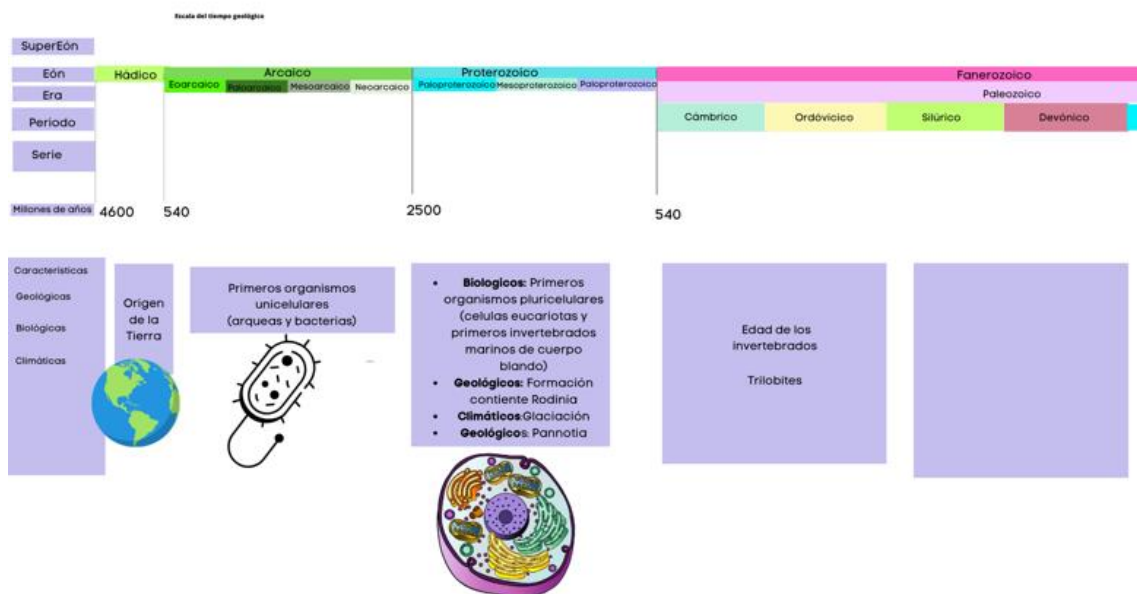 Escala del tiempo geológico
SuperEón
Eón
Hádico
Arcaico
Proterozoico
Fanerozoico
Era
Eoarcaico
Paloarcaico
Mesoarcaico
Neoarcaico
Paloproterozoico
Mesoproterozoico
Paloproterozoico
Paleozoico
Período
Cámbrico
Ordóvicico
Silúrico
Devónico
Serie
Millones de años
4600
540
2500
540
Características
Geológicas
Biológicas
Climáticas
Origen
de la
Tierra
Primeros organismos
unicelulares
(arqueas y bacterias)
• Biologicos: Primeros
organismos pluricelulares
(celulas eucariotas y
primeros invertebrados
marinos de cuerpo
blando)
• Geológicos: Formación
contiente Rodinia
• Climáticos:Glaciación
• Geológicos: Pannotia
Edad de los
invertebrados
Trilobites